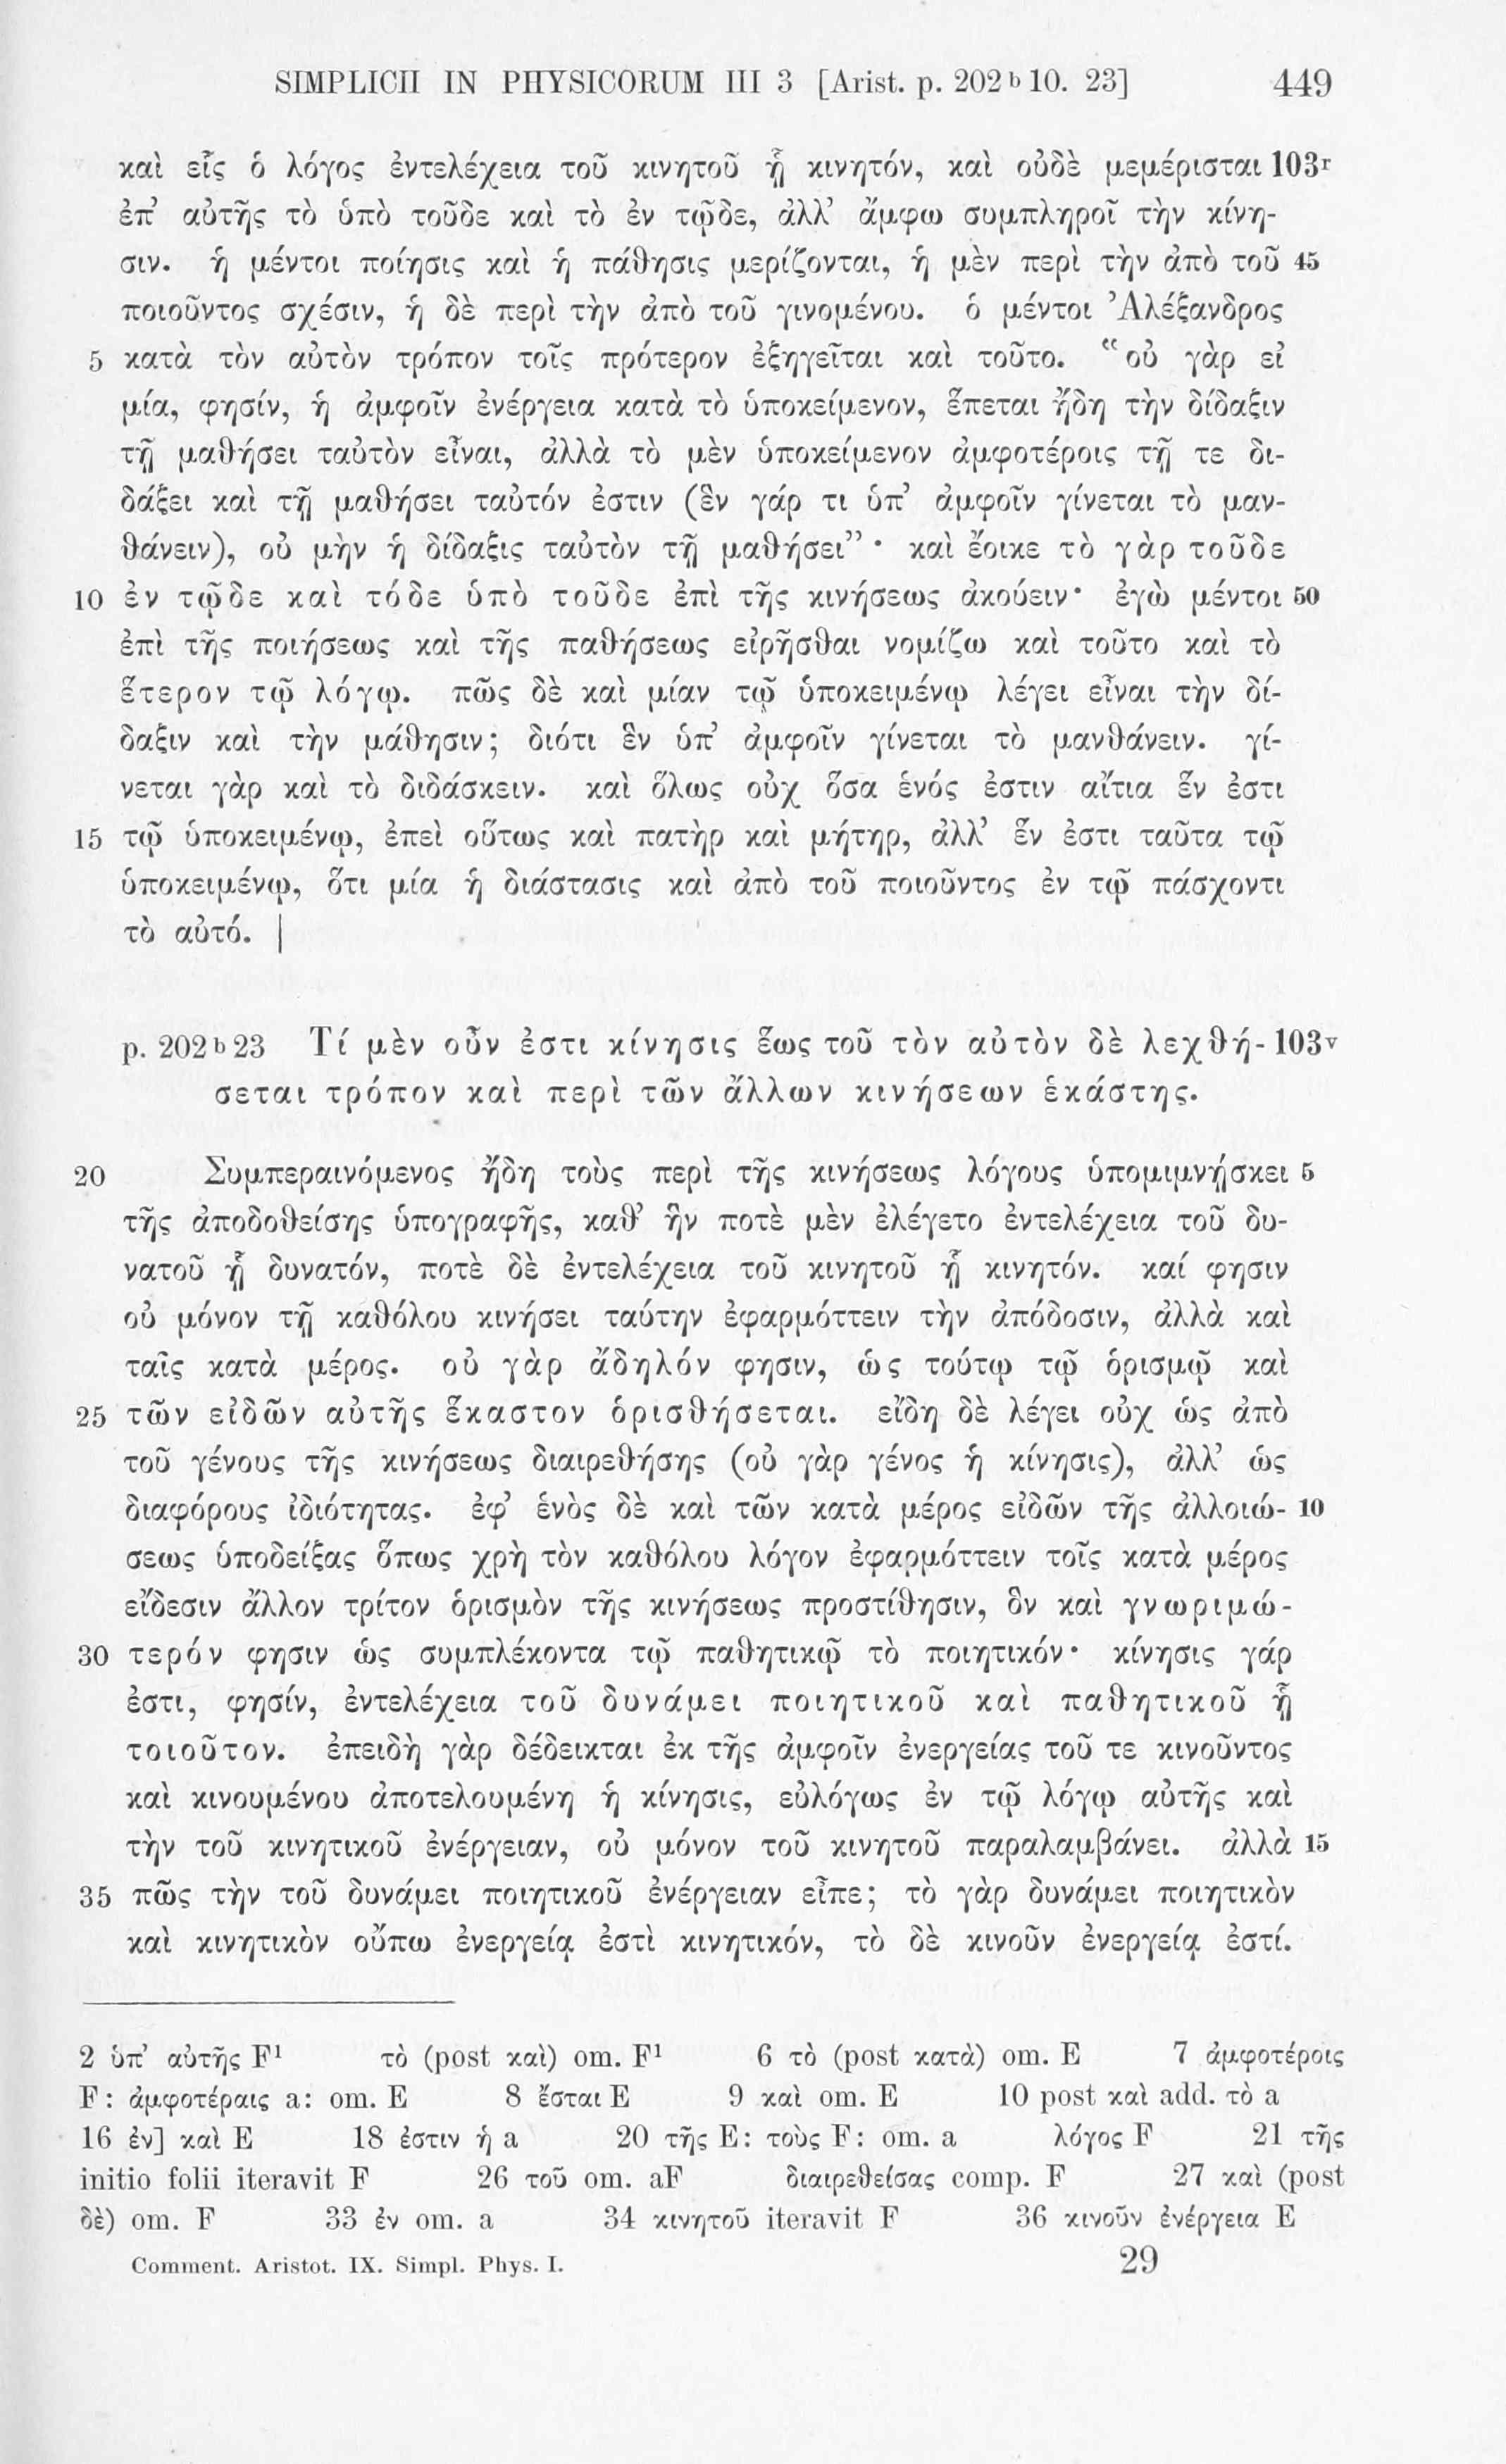 SIMPLICII IN PHYSICORUM III 3 [Arist. p. 202ᵇ10. 23] 449
καὶ εἷς ὁ λόγος ἐντελέχεια τοῦ κινητοῦ ᾗ κινητόν, καὶ οὐδὲ μεμέρισται 103ʳ
ἐπ’ αὐτῆς τὸ ὑπὸ τοῦδε καὶ τὸ ἐν τῷδε, ἀλλ’ ἄμφω συμπληροῖ τὴν κίνη-
σιν. ἡ μέντοι ποίησις καὶ ἡ πάθησις μερίζονται, ἡ μὲν περὶ τὴν ἀπὸ τοῦ 45
ποιοῦντος σχέσιν, ἡ δὲ περὶ τὴν ἀπὸ τοῦ γινομένου. ὁ μέντοι Ἀλέξανδρος
5 κατὰ τὸν αὐτὸν τρόπον τοῖς πρότερον ἐξηγεῖται καὶ τοῦτο. “οὐ γὰρ εἰ
μία, φησίν, ἡ ἀμφοῖν ἐνέργεια κατὰ τὸ ὑποκείμενον, ἕπεται ἤδη τὴν δίδαξιν
τῇ μαθήσει ταὐτὸν εἶναι, ἀλλὰ τὸ μὲν ὑποκείμενον ἀμφοτέροις τῇ τε δι-
δάξει καὶ τῇ μαθήσει ταὐτόν ἐστιν (ἓν γάρ τι ὑπ’ ἀμφοῖν γίνεται τὸ μαν-
θάνειν), οὐ μὴν ἡ δίδαξις ταὐτὸν τῇ μαθήσει”· καὶ ἔοικε τὸ γὰρ τοῦδε
10 ἐν τῷδε καὶ τόδε ὑπὸ τοῦδε ἐπὶ τῆς κινήσεως ἀκούειν· ἐγὼ μέντοι 50
ἐπὶ τῆς ποιήσεως καὶ τῆς παθήσεως εἰρῆσθαι νομίζω καὶ τοῦτο καὶ τὸ
ἕτερον τῷ λόγῳ. πῶς δὲ καὶ μίαν τῷ ὑποκειμένῳ λέγει εἶναι τὴν δί-
δαξιν καὶ τὴν μάθησιν; διότι ἓν ὑπ’ ἀμφοῖν γίνεται τὸ μανθάνειν. γί-
νεται γὰρ καὶ τὸ διδάσκειν. καὶ ὅλως οὐχ ὅσα ἑνός ἐστιν αἴτια ἕν ἐστι
15 τῷ ὑποκειμένῳ, ἐπεὶ οὕτως καὶ πατὴρ καὶ μήτηρ, ἀλλ’ ἕν ἐστι ταῦτα τῷ
ὑποκειμένῳ, ὅτι μία ἡ διάστασις καὶ ἀπὸ τοῦ ποιοῦντος ἐν τῷ πάσχοντι
τὸ αὐτό. |
p. 202ᵇ23 Τί μὲν οὖν ἐστι κίνησις ἕως τοῦ τὸν αὐτὸν δὲ λεχθή- 103ᵛ
σεται τρόπον καὶ περὶ τῶν ἄλλων κινήσεων ἑκάστης.
20 Συμπεραινόμενος ἤδη τοὺς περὶ τῆς κινήσεως λόγους ὑπομιμνήσκει 5
τῆς ἀποδοθείσης ὑπογραφῆς, καθ’ ἣν ποτὲ μὲν ἐλέγετο ἐντελέχεια τοῦ δυ-
νατοῦ ᾗ δυνατόν, ποτὲ δὲ ἐντελέχεια τοῦ κινητοῦ ᾗ κινητόν. καί φησιν
οὐ μόνον τῇ καθόλου κινήσει ταύτην ἐφαρμόττειν τὴν ἀπόδοσιν, ἀλλὰ καὶ
ταῖς κατὰ μέρος. οὐ γὰρ ἄδηλόν φησιν, ὡς τούτῳ τῷ ὁρισμῷ καὶ
25 τῶν εἰδῶν αὐτῆς ἕκαστον ὁρισθήσεται. εἴδη δὲ λέγει οὐχ ὡς ἀπὸ
τοῦ γένους τῆς κινήσεως διαιρεθήσης (οὐ γὰρ γένος ἡ κίνησις), ἀλλ’ ὡς
διαφόρους ἰδιότητας. ἐφ’ ἑνὸς δὲ καὶ τῶν κατὰ μέρος εἰδῶν τῆς ἀλλοιώ- 10
σεως ὑποδείξας ὅπως χρὴ τὸν καθόλου λόγον ἐφαρμόττειν τοῖς κατὰ μέρος
εἴδεσιν ἄλλον τρίτον ὁρισμὸν τῆς κινήσεως προστίθησιν, ὃν καὶ γνωριμώ-
30 τερόν φησιν ὡς συμπλέκοντα τῷ παθητικῷ τὸ ποιητικόν· κίνησις γάρ
ἐστι, φησίν, ἐντελέχεια τοῦ δυνάμει ποιητικοῦ καὶ παθητικοῦ ᾗ
τοιοῦτον. ἐπειδὴ γὰρ δέδεικται ἐκ τῆς ἀμφοῖν ἐνεργείας τοῦ τε κινοῦντος
καὶ κινουμένου ἀποτελουμένη ἡ κίνησις, εὐλόγως ἐν τῷ λόγῳ αὐτῆς καὶ
τὴν τοῦ κινητικοῦ ἐνέργειαν, οὐ μόνον τοῦ κινητοῦ παραλαμβάνει. ἀλλὰ 15
35 πῶς τὴν τοῦ δυνάμει ποιητικοῦ ἐνέργειαν εἶπε; τὸ γὰρ δυνάμει ποιητικὸν
καὶ κινητικὸν οὔπω ἐνεργείᾳ ἐστὶ κινητικόν, τὸ δὲ κινοῦν ἐνεργείᾳ ἐστί.
2 ὑπ’ αὐτῆς F¹ τὸ (post καὶ) om. F¹ 6 τὸ (post κατὰ) om. E 7 ἀμφοτέροις
F: ἀμφοτέραις a: om. E 8 ἔσται E 9 καὶ om. E 10 post καὶ add. τὸ a
16 ἐν] καὶ E 18 ἐστιν ἡ a 20 τῆς E: τοὺς F: om. a λόγος F 21 τῆς
initio folii iteravit F 26 τοῦ om. aF διαιρεθείσας comp. F 27 καὶ (post
δὲ) om. F 33 ἐν om. a 34 κινητοῦ iteravit F 36 κινοῦν ἐνέργεια E
Comment. Aristot. IX. Simpl. Phys. I. 29